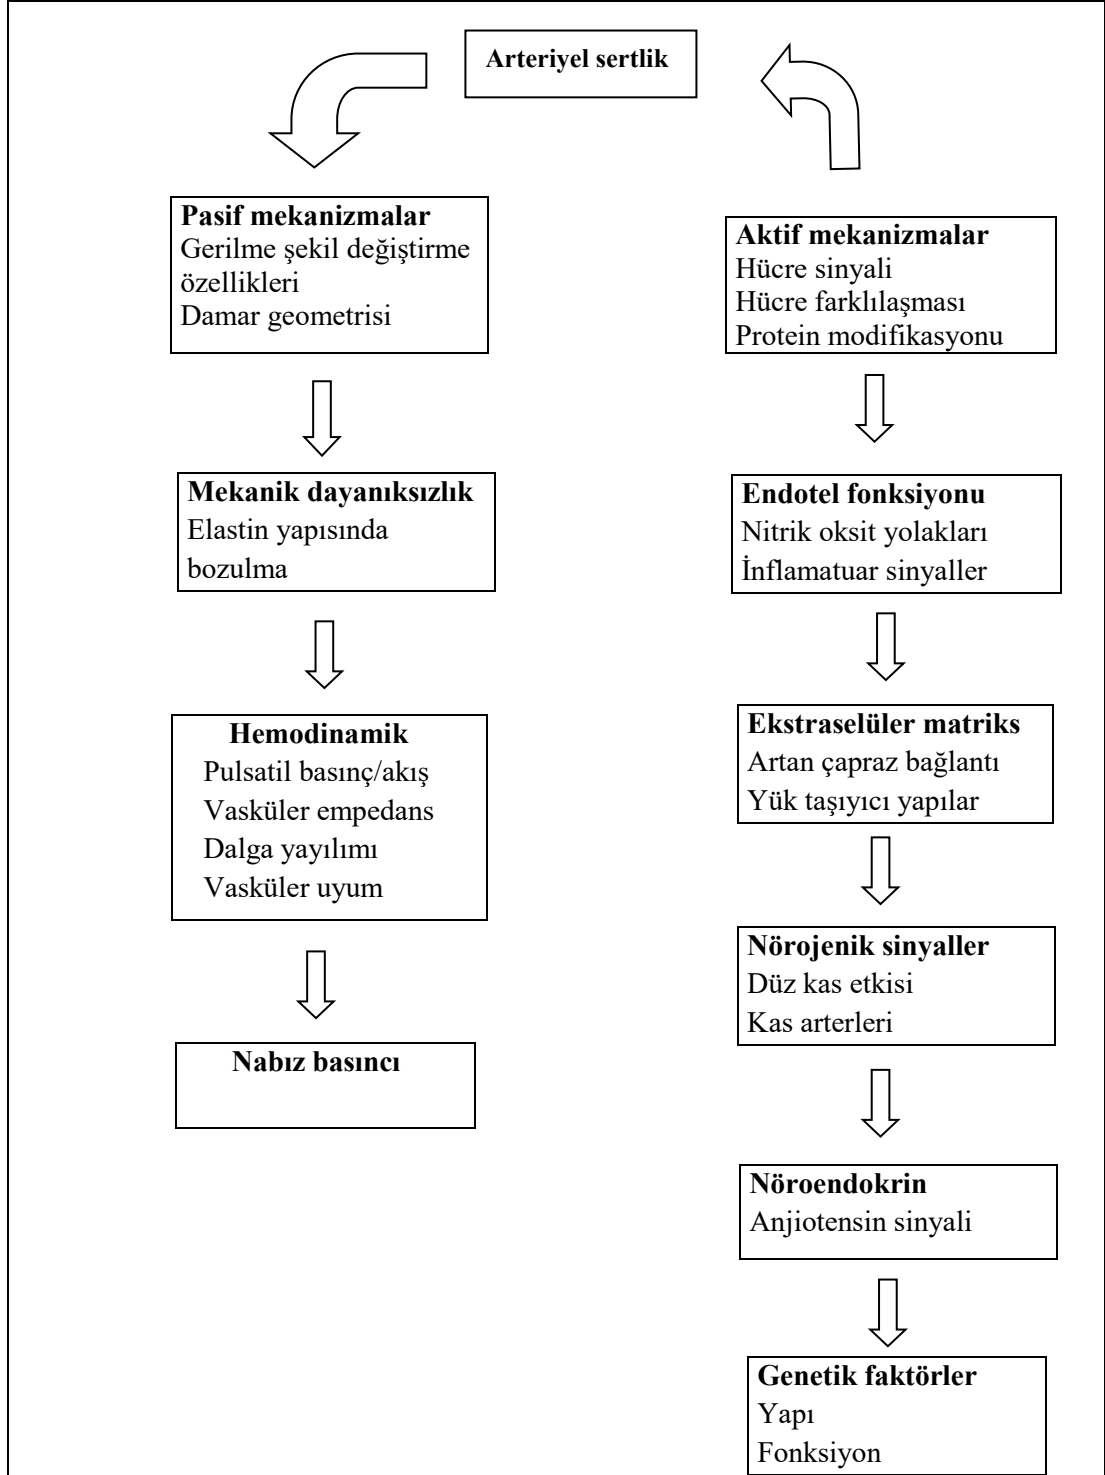 Arteriyel sertlik
Pasif mekanizmalar
Gerilme şekil değiştirme
özellikleri
Damar geometrisi
Mekanik dayanıksızlık
Elastin yapısında
bozulma
Hemodinamik
Pulsatil basınç/akış
Vasküler empedans
Dalga yayılımı
Vasküler uyum
Nabız basıncı
Aktif mekanizmalar
Hücre sinyali
Hücre farklılaşması
Protein modifikasyonu
Endotel fonksiyonu
Nitrik oksit yolakları
İnflamatuar sinyaller
Ekstraselüler matriks
Artan çapraz bağlantı
Yük taşıyıcı yapılar
Nörojenik sinyaller
Düz kas etkisi
Kas arterleri
Nöroendokrin
Anjiotensin sinyali
Genetik faktörler
Yapı
Fonksiyon